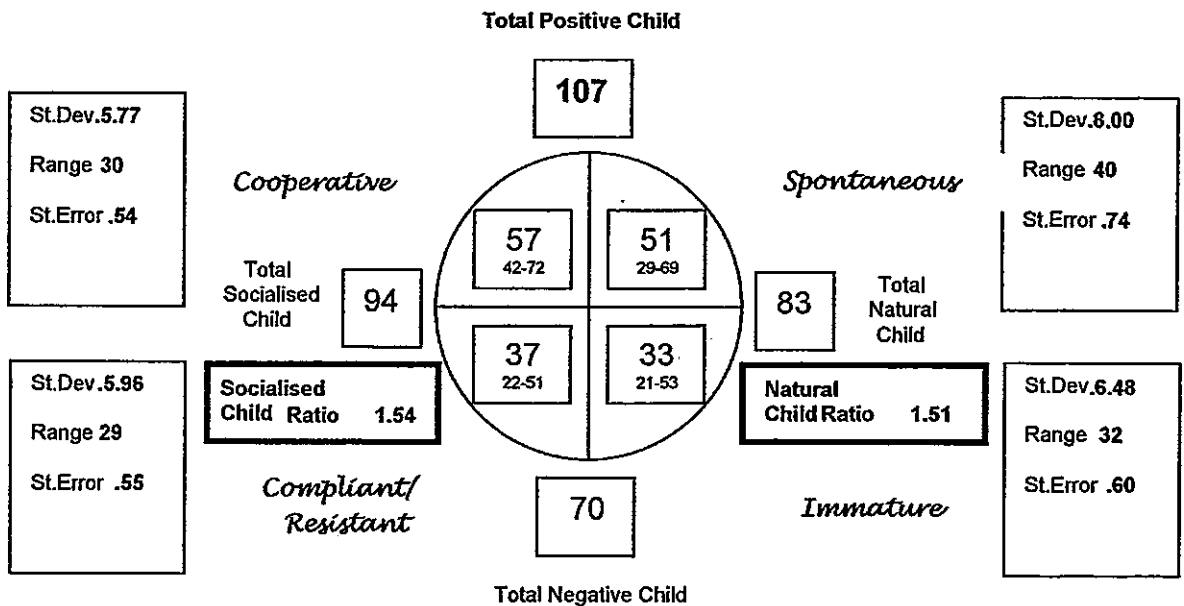 Total Positive Child
107
St.Dev.5.77
Range 30
St.Error .54
Cooperative
Spontaneous
St.Dev.8.00
Range 40
St.Error .74
57
42-72
51
29-69
Total
Socialised
Child
94
83
Total
Natural
Child
37
22-51
33
21-53
St.Dev.5.96
Range 29
St.Error .55
Socialised
Child Ratio 1.54
Natural
Child Ratio 1.51
St.Dev.6.48
Range 32
St.Error .60
Compliant/
Resistant
70
Immature
Total Negative Child